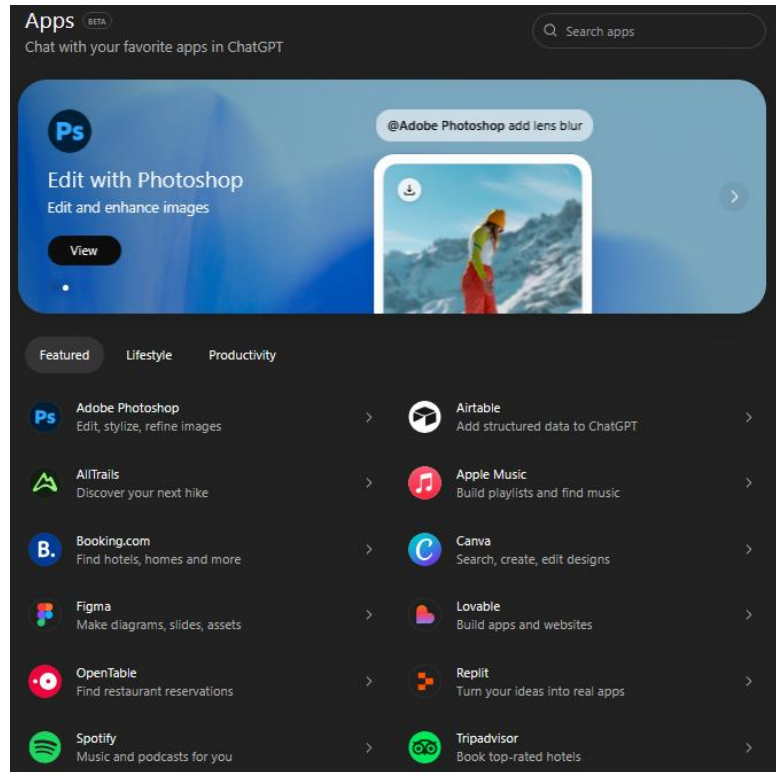 Apps BETA
Chat with your favorite apps in ChatGPT
Search apps
Ps
@Adobe Photoshop add lens blur
Edit with Photoshop
Edit and enhance images
View
Featured
Lifestyle
Productivity
Ps
Adobe Photoshop
Edit, stylize, refine images
Airtable
Add structured data to ChatGPT
AllTrails
Discover your next hike
Apple Music
Build playlists and find music
B.
Booking.com
Find hotels, homes and more
C
Canva
Search, create, edit designs
Figma
Make diagrams, slides, assets
Lovable
Build apps and websites
OpenTable
Find restaurant reservations
Replit
Turn your ideas into real apps
Spotify
Music and podcasts for you
Tripadvisor
Book top-rated hotels